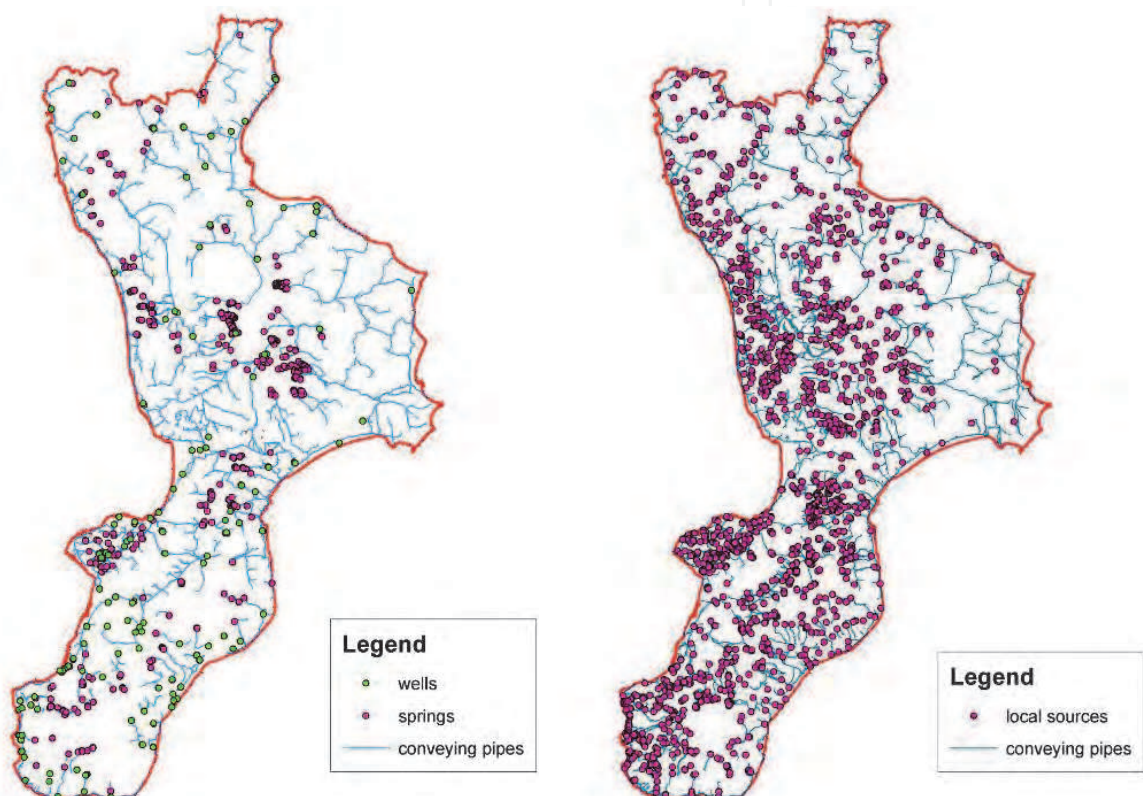 Legend
wells
springs
conveying pipes
Legend
local sources
conveying pipes